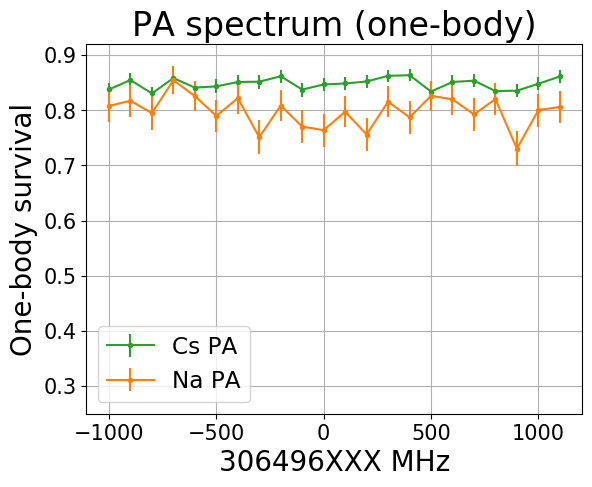 PA spectrum (one-body)
One-body survival
0.9
0.8
0.7
0.6
0.5
0.4
0.3
Cs PA
Na PA
−1000
−500
0
500
1000
306496XXX MHz